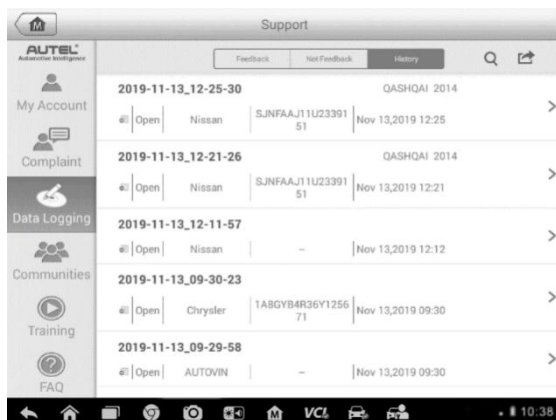 Support
AUTEL
Automotive Intelligence
Feedback Not Feedback History
My Account
Complaint
Data Logging
Communities
Training
FAQ
2019-11-13_12-25-30 QASHQAI 2014
Open Nissan SJNFAAJ11U23391 Nov 13,2019 12:25
51
2019-11-13_12-21-26 QASHQAI 2014
Open Nissan SJNFAAJ11U23391 Nov 13,2019 12:21
51
2019-11-13_12-11-57
Open Nissan – Nov 13,2019 12:12
2019-11-13_09-30-23
Open Chrysler 1A8GYB4R36Y1256 Nov 13,2019 09:30
71
2019-11-13_09-29-58
Open AUTOVIN – Nov 13,2019 09:30
VCI 10:38